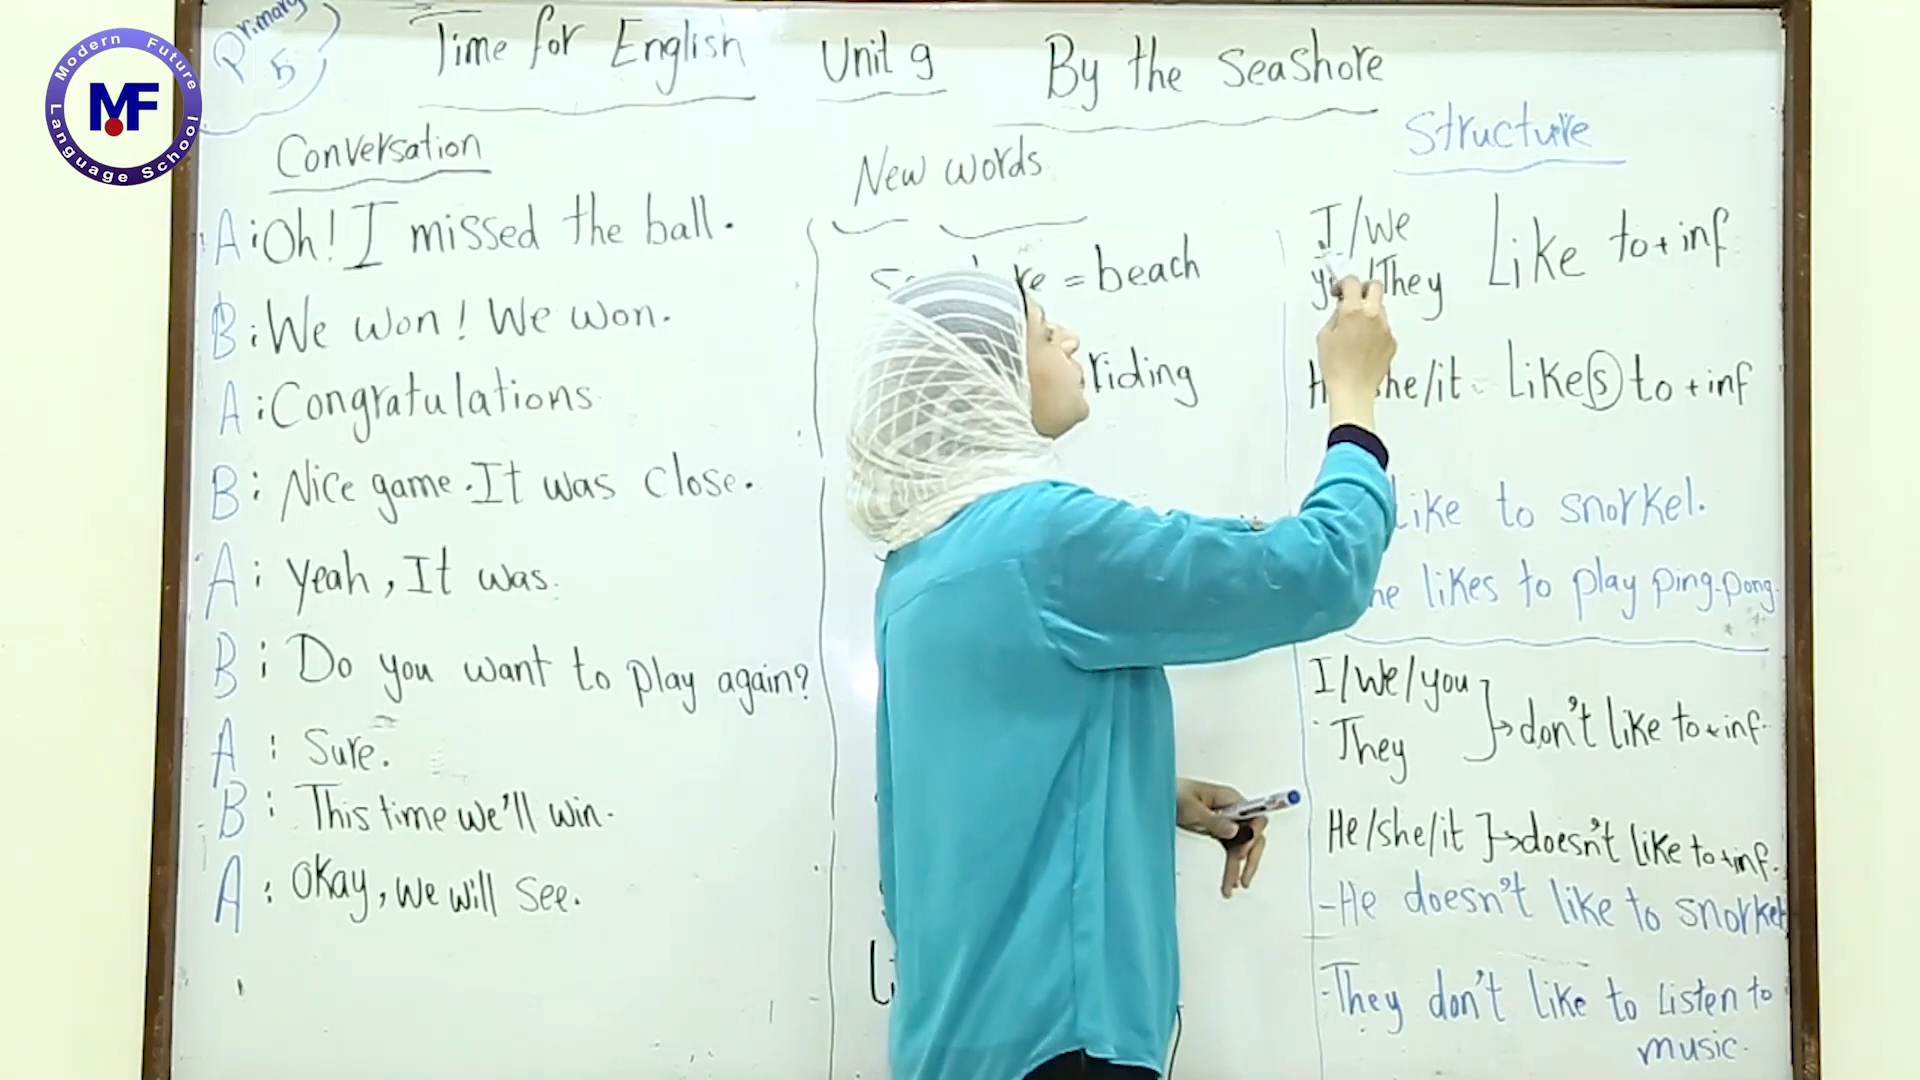 Modern Future
MF
Language School
Primary
5
Time for English Unit 9 By the Seashore
Conversation
A: Oh! I missed the ball.
B: We won! We won.
A: Congratulations
B: Nice game. It was close.
A: Yeah, It was.
B: Do you want to play again?
A: Sure.
B: This time we'll win.
A: Okay, we will see.
New words
= beach
riding
Structure
I/We
/They Like to + inf
she/it likes to + inf
like to snorkel.
likes to play ping-pong.
I/We/you
They
don't like to + inf.
He/she/it doesn't like to + inf.
- He doesn't like to snorkel
- They don't like to Listen to
music.